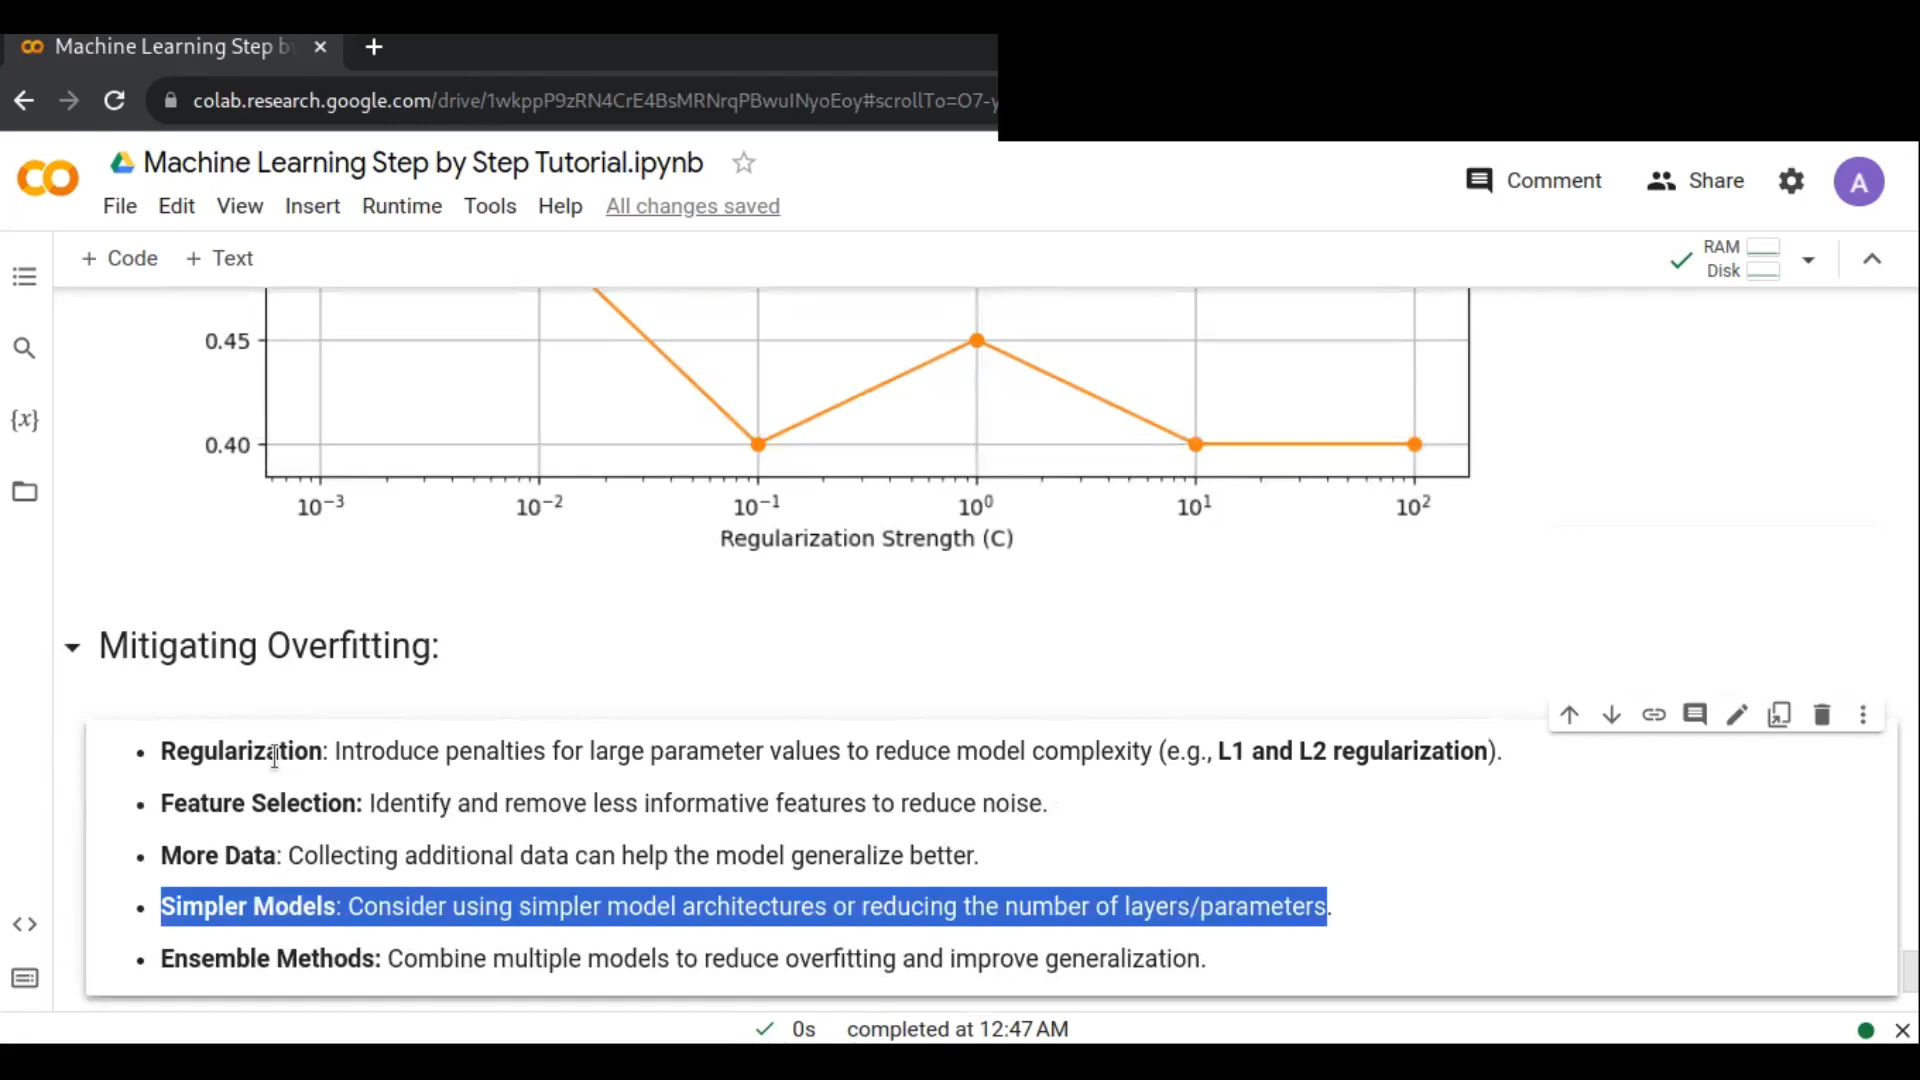 Machine Learning Step b
colab.research.google.com/drive/1wkppP9zRN4CrE4BsMRNrqPBwuINyoEoy#scrollTo=O7-y
Machine Learning Step by Step Tutorial.ipynb
Comment
Share
A
File Edit View Insert Runtime Tools Help All changes saved
+ Code + Text
RAM
Disk
{x}
0.45
0.40
10⁻³ 10⁻² 10⁻¹ 10⁰ 10¹ 10²
Regularization Strength (C)
Mitigating Overfitting:
• Regularization: Introduce penalties for large parameter values to reduce model complexity (e.g., L1 and L2 regularization).
• Feature Selection: Identify and remove less informative features to reduce noise.
• More Data: Collecting additional data can help the model generalize better.
• Simpler Models: Consider using simpler model architectures or reducing the number of layers/parameters.
• Ensemble Methods: Combine multiple models to reduce overfitting and improve generalization.
0s completed at 12:47 AM